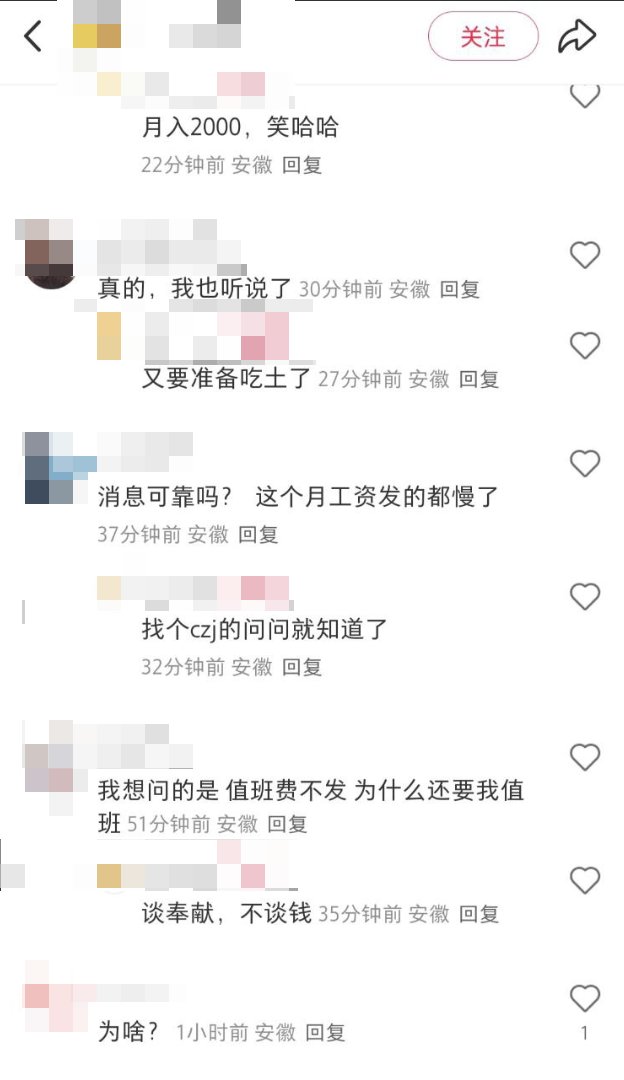 关注
月入2000，笑哈哈
22分钟前 安徽 回复
真的，我也听说了 30分钟前 安徽 回复
又要准备吃土了 27分钟前 安徽 回复
消息可靠吗？ 这个月工资发的都慢了
37分钟前 安徽 回复
找个czj的问问就知道了
32分钟前 安徽 回复
我想问的是 值班费不发 为什么还要我值
班 51分钟前 安徽 回复
谈奉献，不谈钱 35分钟前 安徽 回复
为啥？ 1小时前 安徽 回复
1